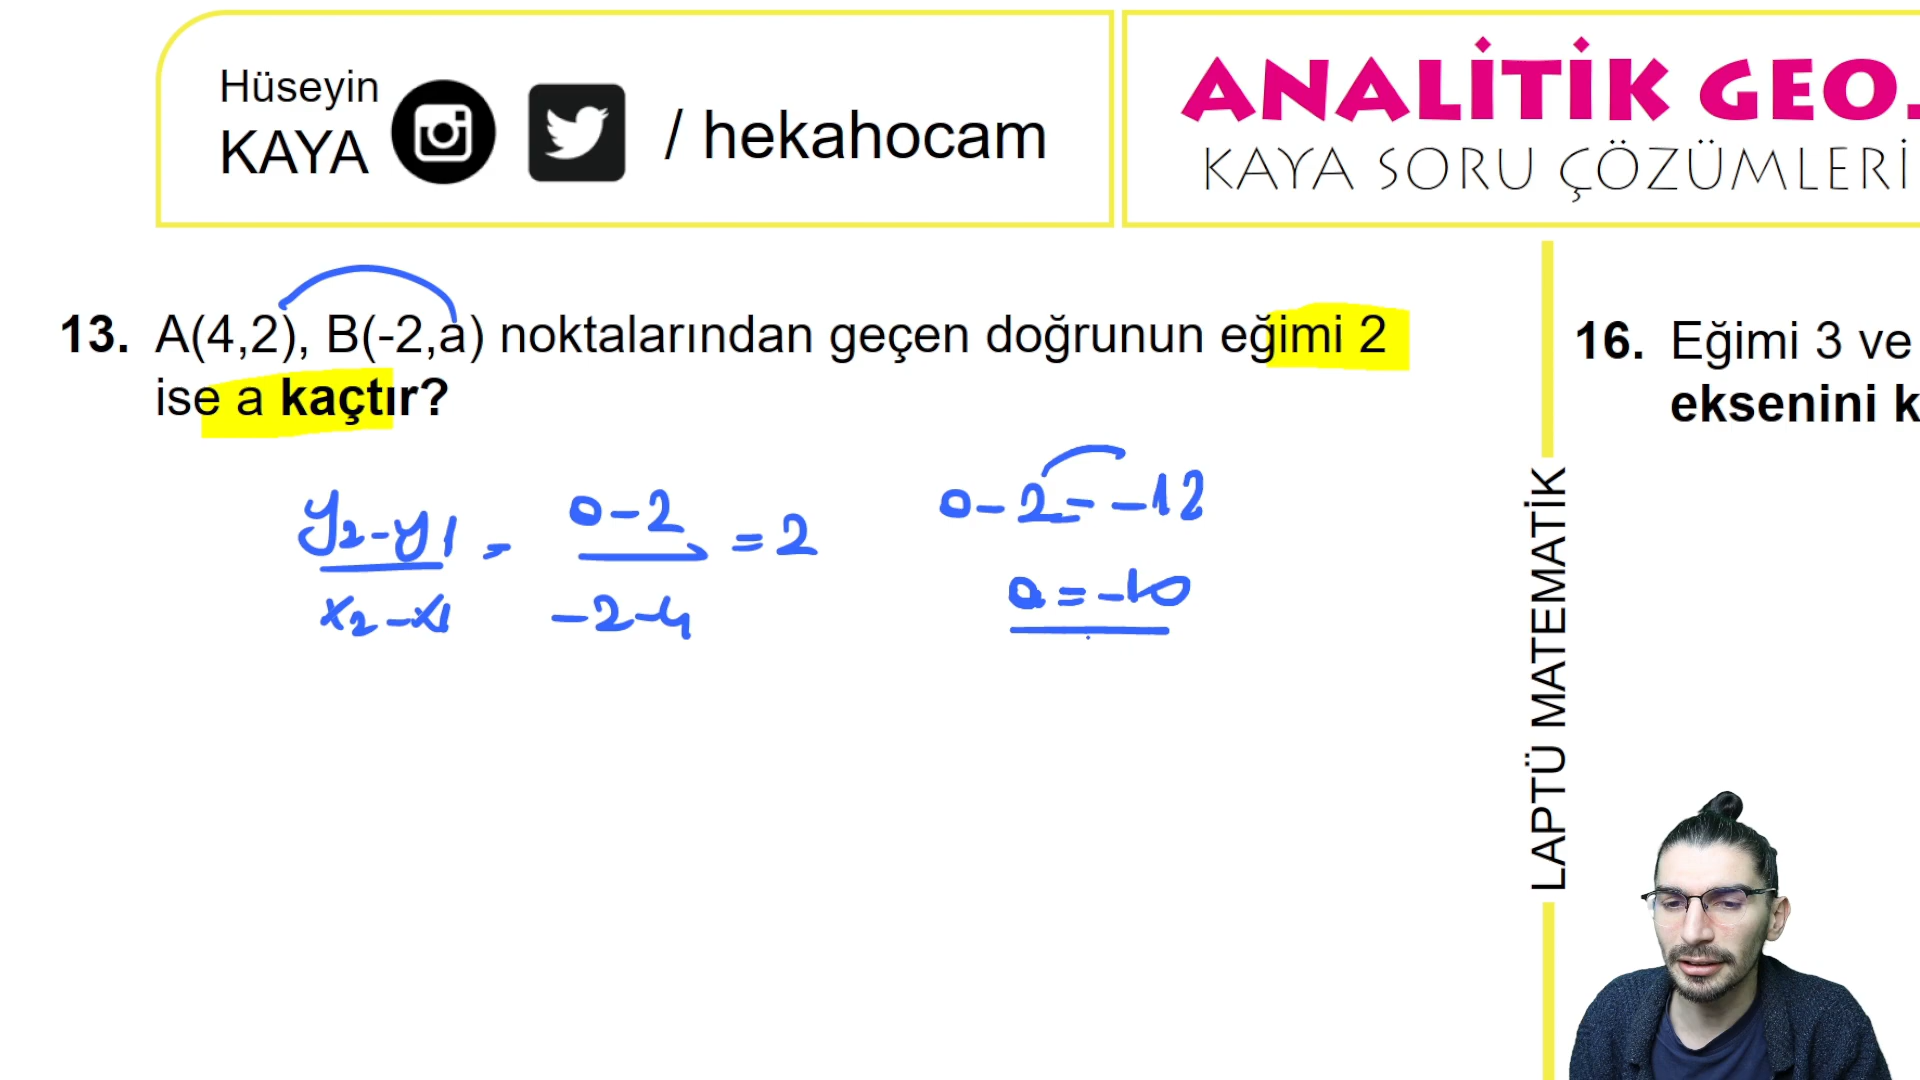 Hüseyin
KAYA
/ hekahocam
ANALİTİK GEO.
KAYA SORU ÇÖZÜMLERİ
13. A(4,2), B(-2,a) noktalarından geçen doğrunun eğimi 2
ise a kaçtır?
y2-y1 = a-2 = 2
x2-x1 -2-4
a-2=-12
a=-10
LAPTÜ MATEMATİK
16. Eğimi 3 ve
eksenini k